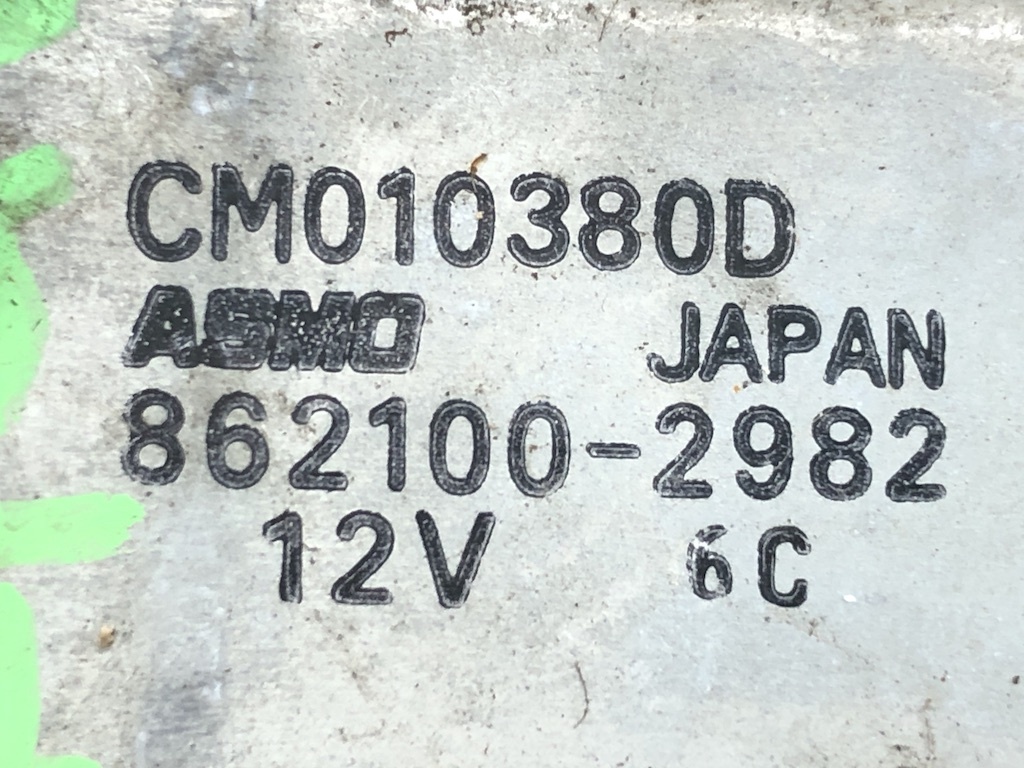 CM010380D
ASMO JAPAN
862100-2982
12V 6C